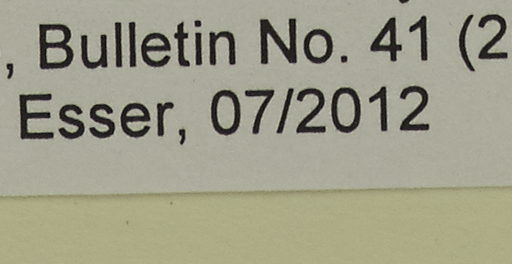 , Bulletin No. 41 (2
Esser, 07/2012